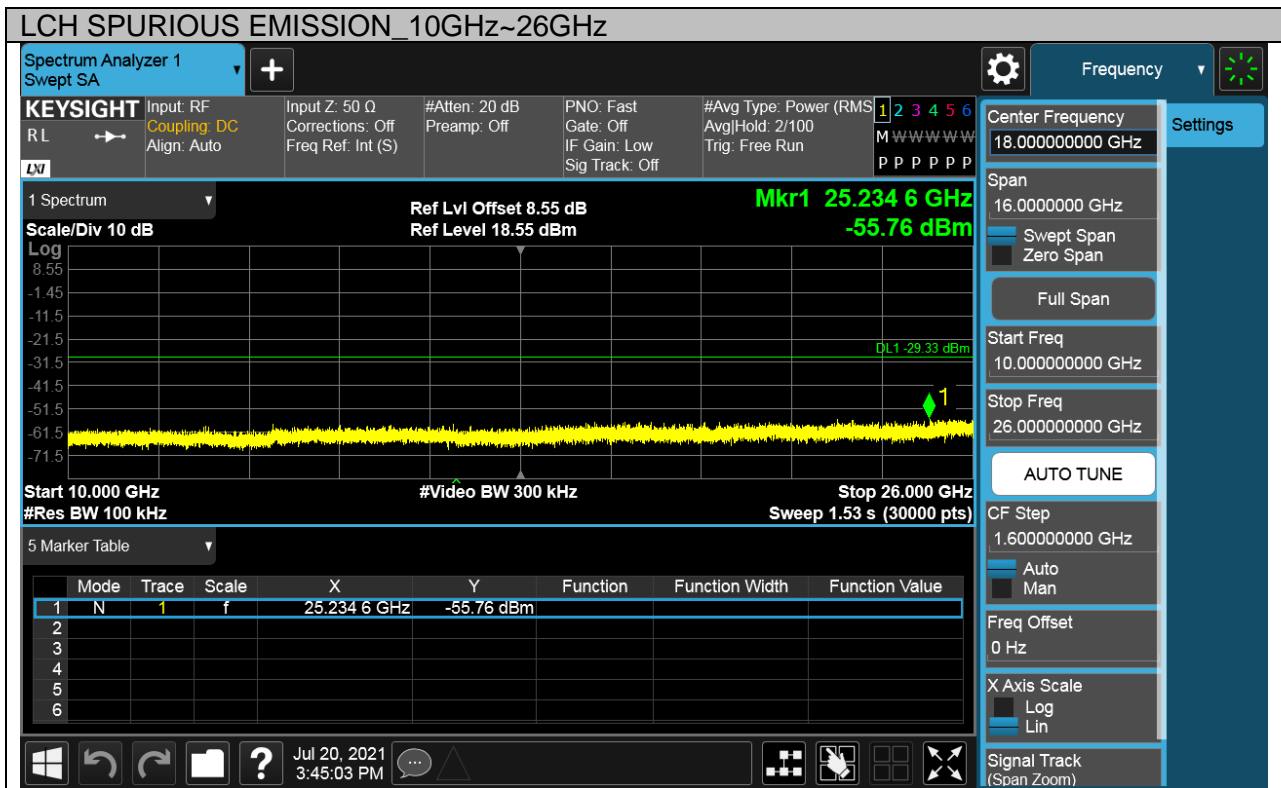 LCH SPURIOUS EMISSION_10GHz~26GHz
Spectrum Analyzer 1
Swept SA
Frequency
KEYSIGHT
RL
LXI
Input: RF
Coupling: DC
Align: Auto
Input Z: 50 Ω
Corrections: Off
Freq Ref: Int (S)
#Atten: 20 dB
Preamp: Off
PNO: Fast
Gate: Off
IF Gain: Low
Sig Track: Off
#Avg Type: Power (RMS
Avg|Hold: 2/100
Trig: Free Run
1 2 3 4 5 6
M W W W W W
P P P P P P
1 Spectrum
Scale/Div 10 dB
Ref Lvl Offset 8.55 dB
Ref Level 18.55 dBm
Mkr1 25.234 6 GHz
-55.76 dBm
Log
8.55
-1.45
-11.5
-21.5
-31.5
-41.5
-51.5
-61.5
-71.5
DL1 -29.33 dBm
1
Start 10.000 GHz
#Res BW 100 kHz
#Video BW 300 kHz
Stop 26.000 GHz
Sweep 1.53 s (30000 pts)
5 Marker Table
Mode Trace Scale X Y Function Function Width Function Value
1 N 1 f 25.234 6 GHz -55.76 dBm
2
3
4
5
6
?
Jul 20, 2021
3:45:03 PM
Center Frequency
18.000000000 GHz
Settings
Span
16.0000000 GHz
Swept Span
Zero Span
Full Span
Start Freq
10.000000000 GHz
Stop Freq
26.000000000 GHz
AUTO TUNE
CF Step
1.600000000 GHz
Auto
Man
Freq Offset
0 Hz
X Axis Scale
Log
Lin
Signal Track
(Span Zoom)